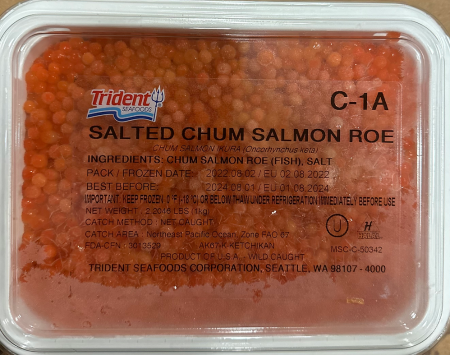 Trident
SEAFOODS
C-1A
SALTED CHUM SALMON ROE
CHUM SALMON IKURA (Oncorhynchus keta)
INGREDIENTS: CHUM SALMON ROE (FISH), SALT
PACK / FROZEN DATE : 2022.08.02 / EU 02.08.2022
BEST BEFORE : 2024.08.01 / EU 01.08.2024
IMPORTANT, KEEP FROZEN 0°F (-18°C) OR BELOW.THAW UNDER REFRIGERATION IMMEDIATELY BEFORE USE
NET WEIGHT : 2.2046 LBS (1kg)
CATCH METHOD : NET CAUGHT
CATCH AREA : Northeast Pacific Ocean, Zone FAO 67
U
H
FDA-CFN : 3013509 AK KETCHIKAN
MSC-C-50342
PRODUCT OF U.S.A. - WILD CAUGHT
TRIDENT SEAFOODS CORPORATION, SEATTLE, WA 98107 - 4000